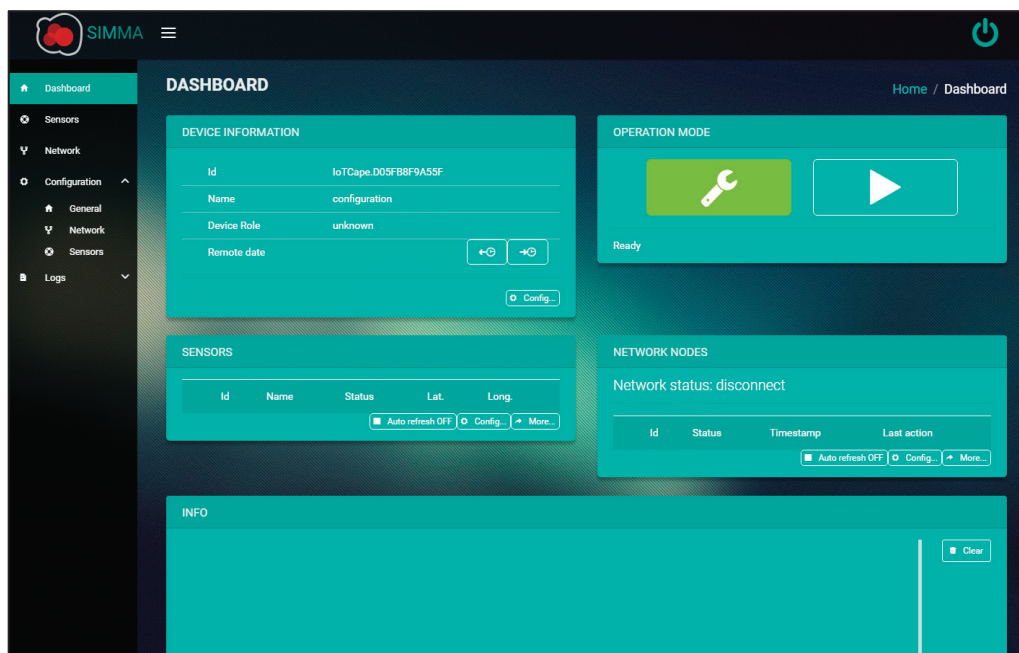 SIMMA
Dashboard
Sensors
Network
Configuration
General
Network
Sensors
Logs
DASHBOARD
Home / Dashboard
DEVICE INFORMATION
Id IoTCape.D05FB8F9A55F
Name configuration
Device Role unknown
Remote date
Config...
OPERATION MODE
Ready
SENSORS
Id Name Status Lat. Long.
Auto refresh OFF Config... More...
NETWORK NODES
Network status: disconnect
Id Status Timestamp Last action
Auto refresh OFF Config... More...
INFO
Clear